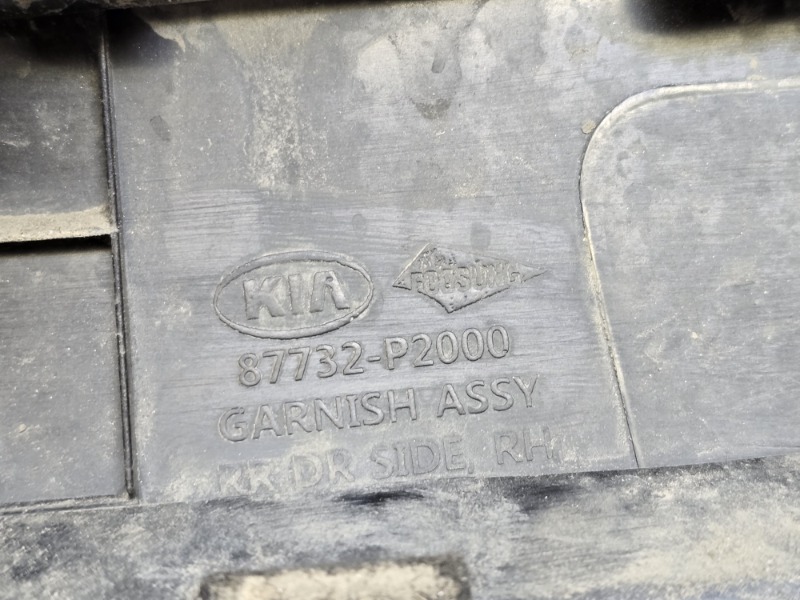 KIA
87732-P2000
GARNISH ASSY
RR DR SIDE, RH